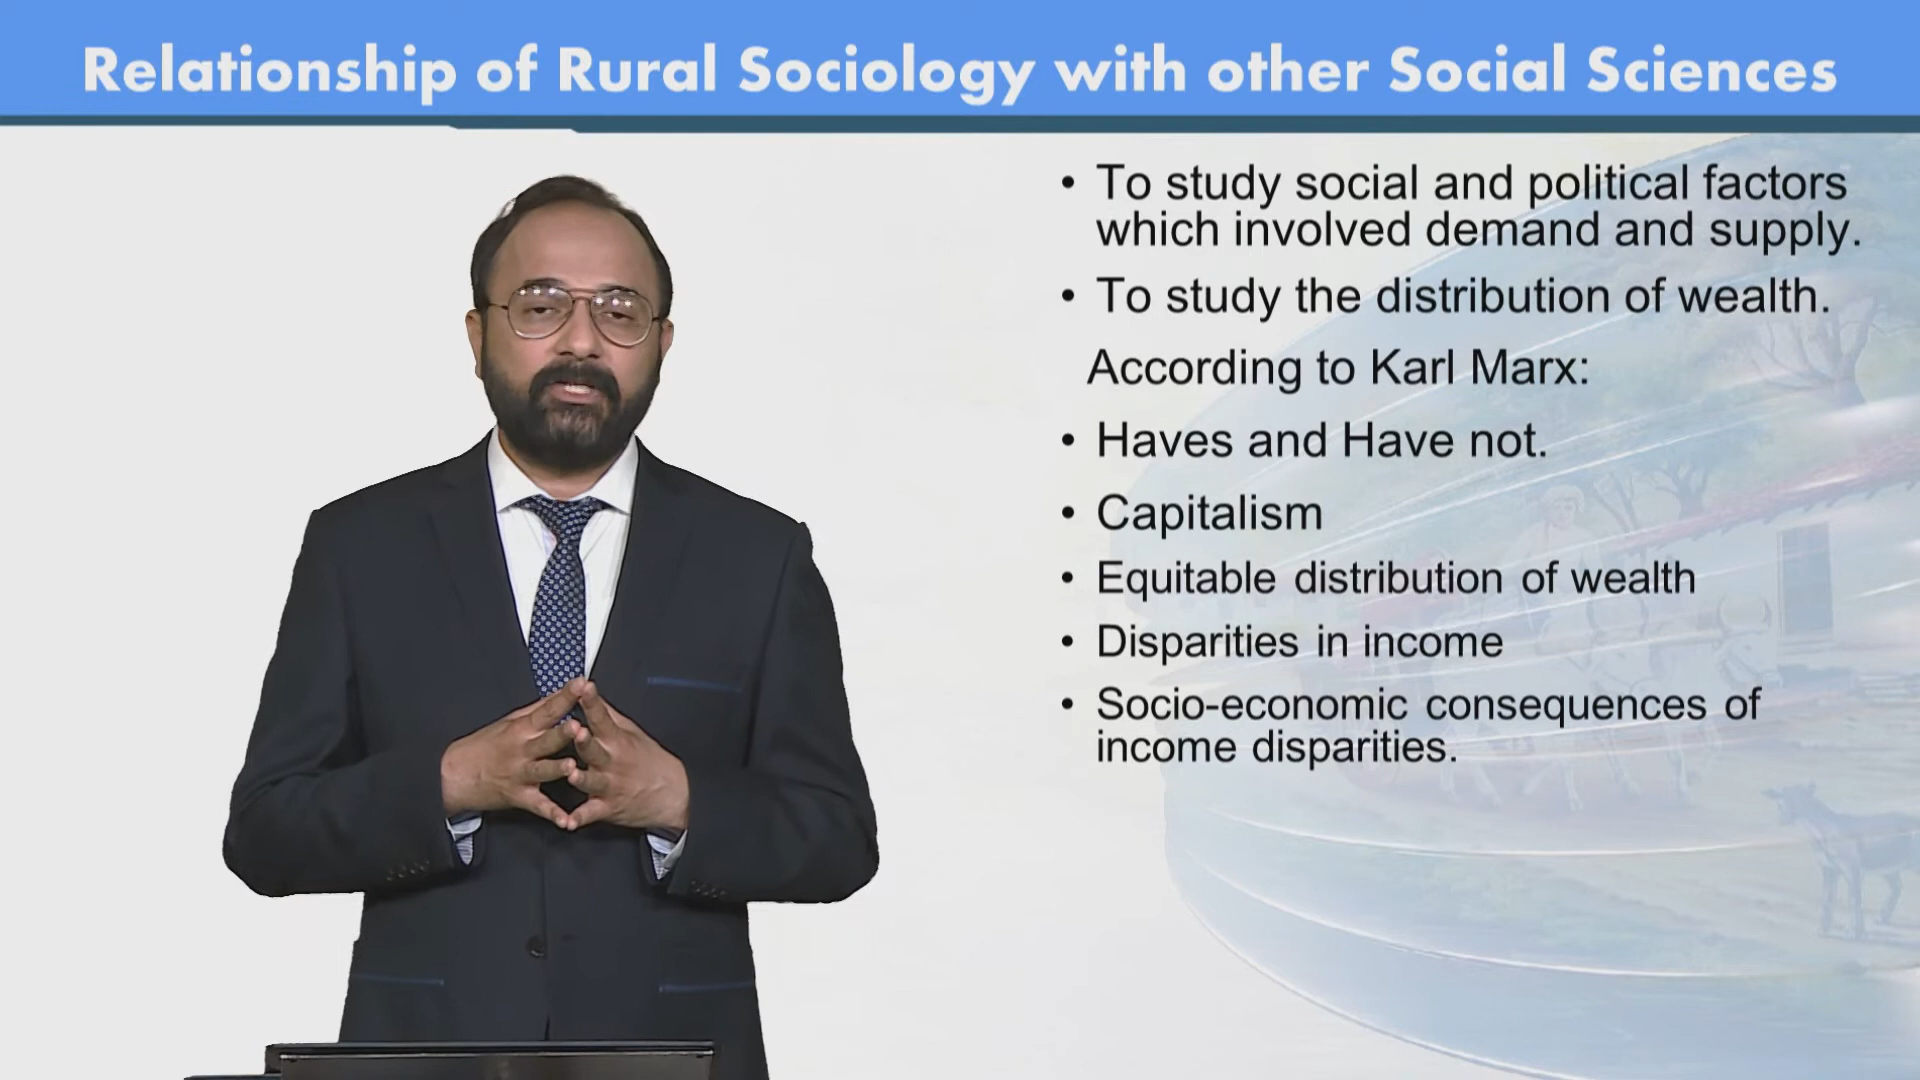 Relationship of Rural Sociology with other Social Sciences
• To study social and political factors
which involved demand and supply.
• To study the distribution of wealth.
According to Karl Marx:
• Haves and Have not.
• Capitalism
• Equitable distribution of wealth
• Disparities in income
• Socio-economic consequences of
income disparities.